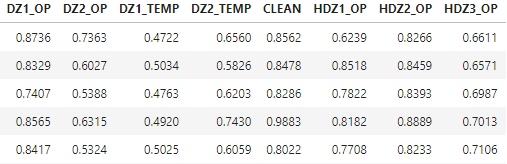 DZ1_OP DZ2_OP DZ1_TEMP DZ2_TEMP CLEAN HDZ1_OP HDZ2_OP HDZ3_OP
0.8736 0.7363 0.4722 0.6560 0.8562 0.6239 0.8266 0.6611
0.8329 0.6027 0.5034 0.5826 0.8478 0.8518 0.8459 0.6571
0.7407 0.5388 0.4763 0.6203 0.8286 0.7822 0.8393 0.6987
0.8565 0.6315 0.4920 0.7430 0.9883 0.8182 0.8889 0.7013
0.8417 0.5324 0.5025 0.6059 0.8022 0.7708 0.8233 0.7106